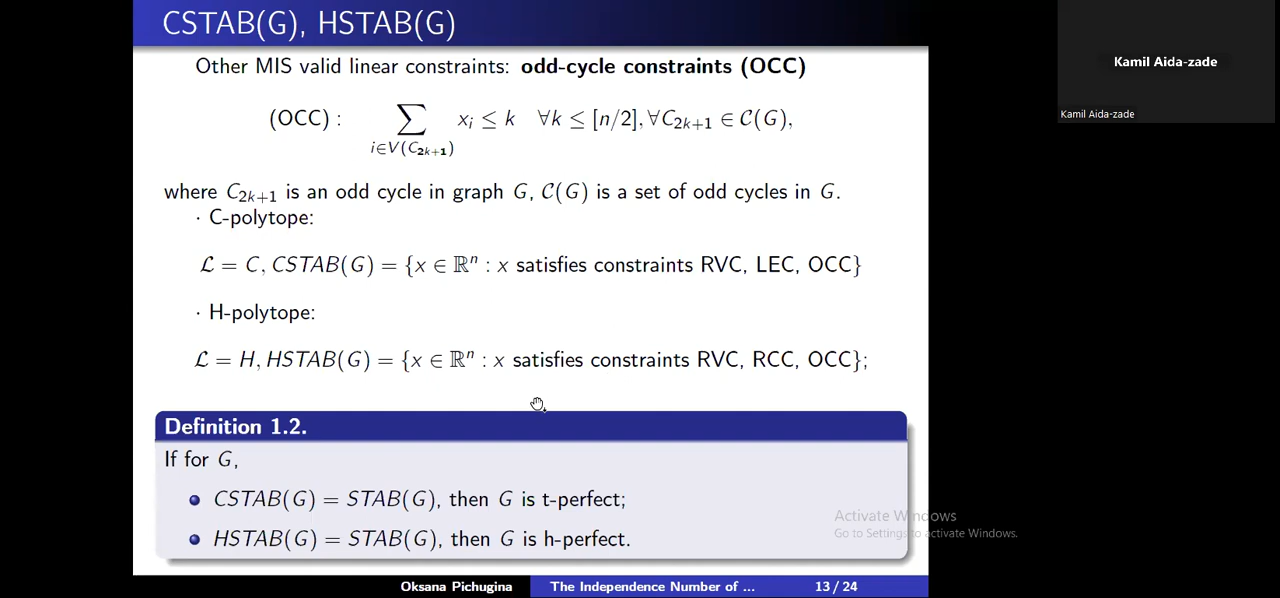 CSTAB(G), HSTAB(G)
Other MIS valid linear constraints: odd-cycle constraints (OCC)
(OCC) : ∑_{i∈V(C_{2k+1})} x_i ≤ k ∀k ≤ [n/2], ∀C_{2k+1} ∈ 𝒞(G),
where C_{2k+1} is an odd cycle in graph G, 𝒞(G) is a set of odd cycles in G.
· C-polytope:
ℒ = C, CSTAB(G) = {x ∈ ℝⁿ : x satisfies constraints RVC, LEC, OCC}
· H-polytope:
ℒ = H, HSTAB(G) = {x ∈ ℝⁿ : x satisfies constraints RVC, RCC, OCC};
Definition 1.2.
If for G,
CSTAB(G) = STAB(G), then G is t-perfect;
HSTAB(G) = STAB(G), then G is h-perfect.
Oksana Pichugina The Independence Number of ... 13 / 24
Kamil Aida-zade
Kamil Aida-zade
Activate Windows
Go to Settings to activate Windows.